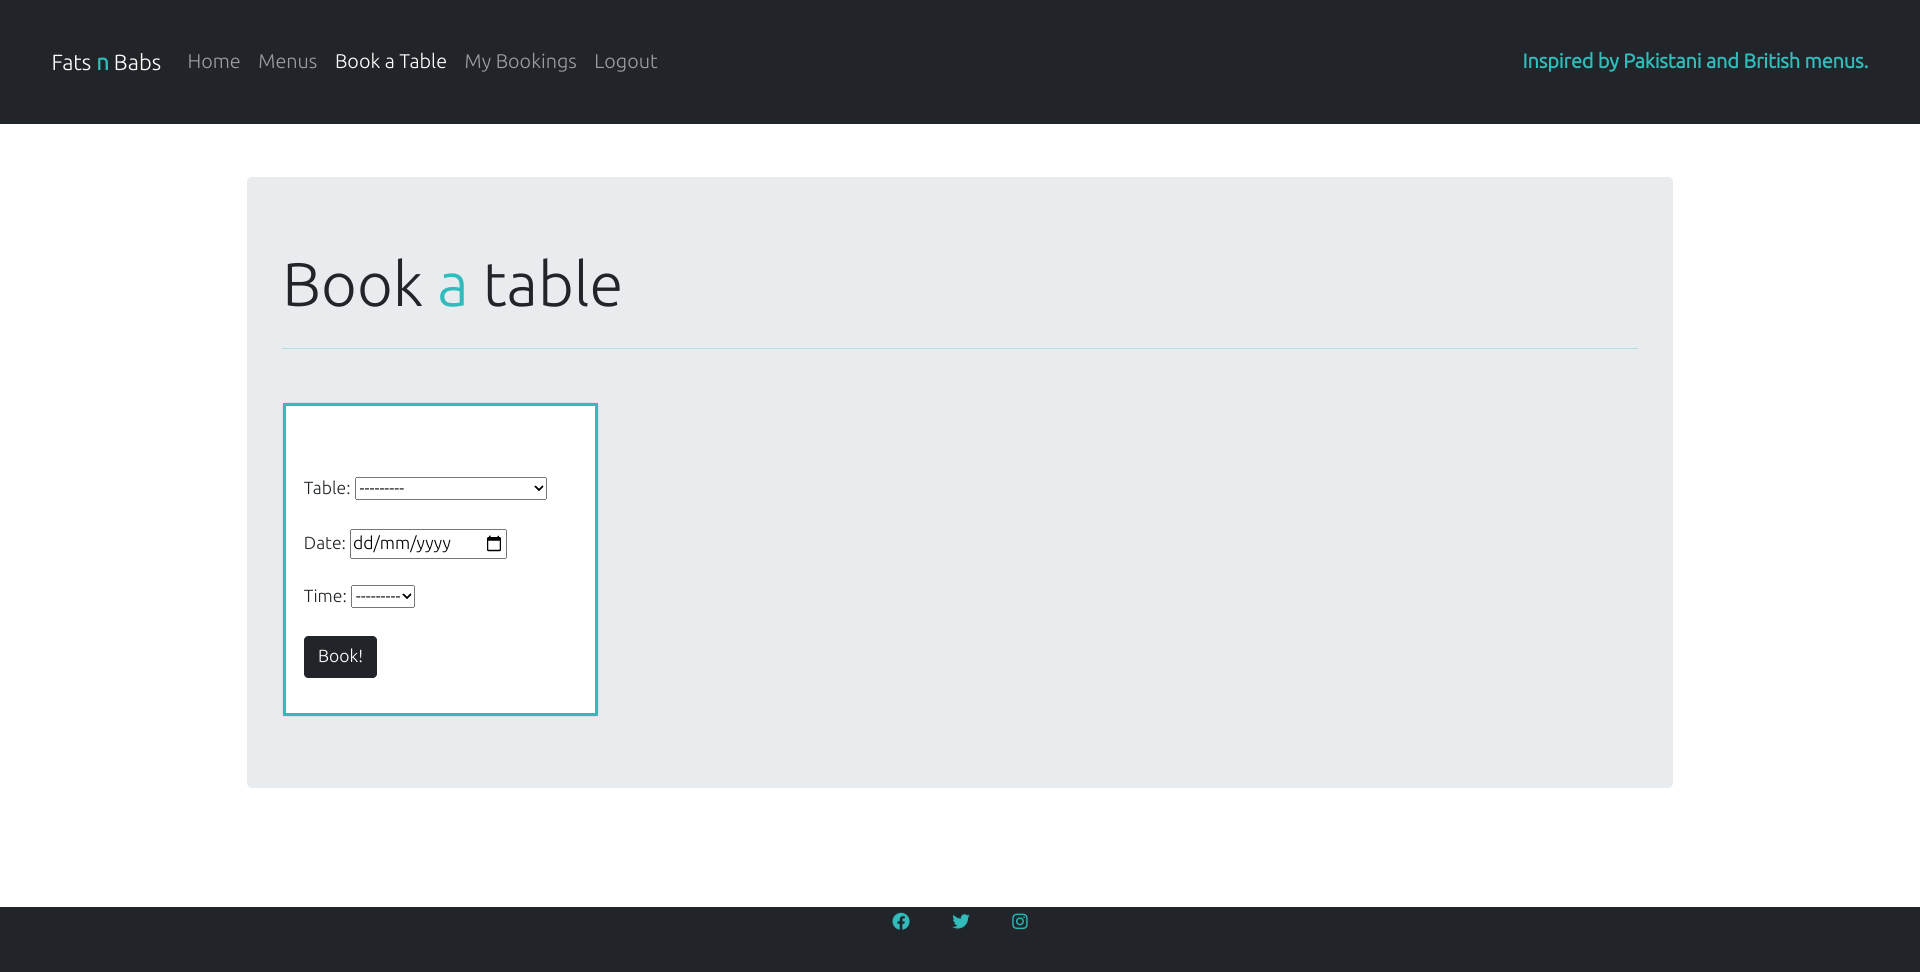 Fats n Babs Home Menus Book a Table My Bookings Logout Inspired by Pakistani and British menus.
Book a table
Table: ---------
Date: dd/mm/yyyy
Time: ---------
Book!